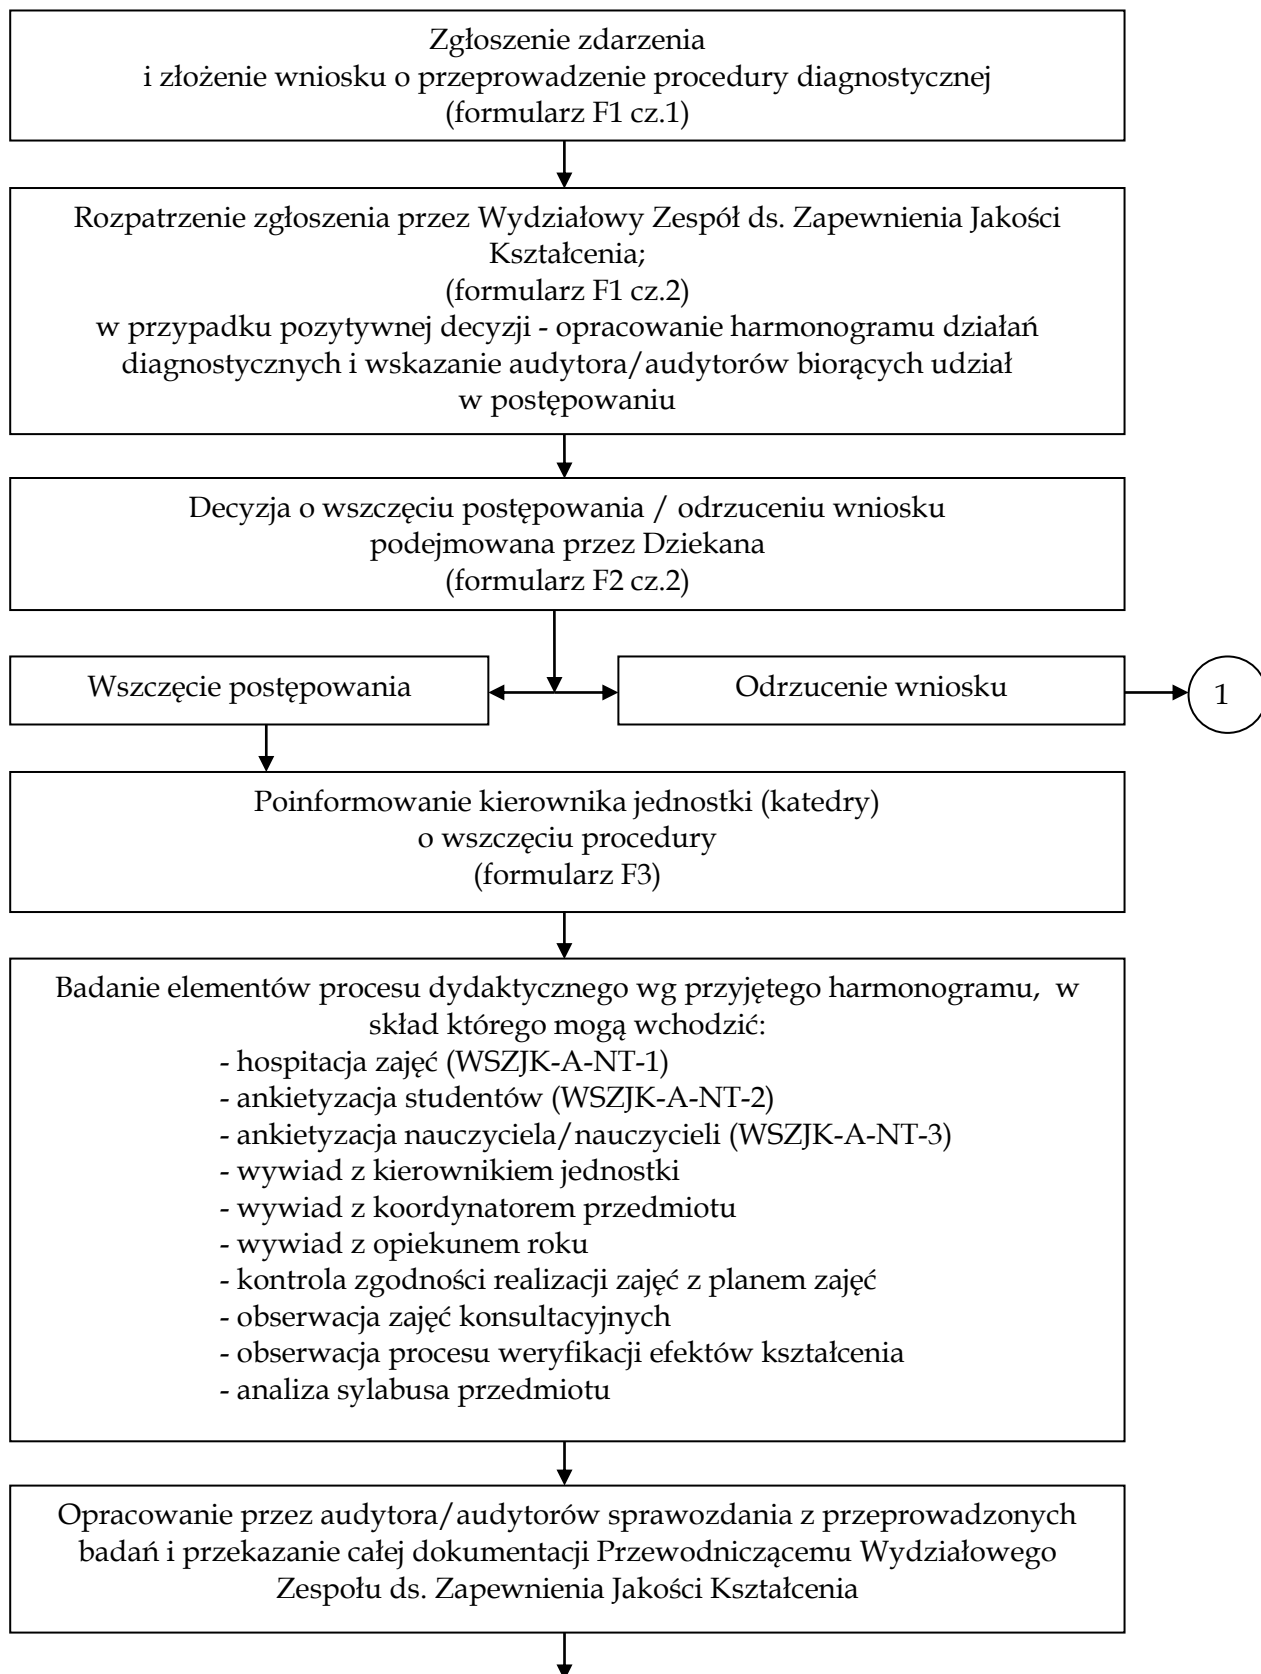 Zgłoszenie zdarzenia
i złożenie wniosku o przeprowadzenie procedury diagnostycznej
(formularz F1 cz.1)
Rozpatrzenie zgłoszenia przez Wydziałowy Zespół ds. Zapewnienia Jakości
Kształcenia;
(formularz F1 cz.2)
w przypadku pozytywnej decyzji - opracowanie harmonogramu działań
diagnostycznych i wskazanie audytora/audytorów biorących udział
w postępowaniu
Decyzja o wszczęciu postępowania / odrzuceniu wniosku
podejmowana przez Dziekana
(formularz F2 cz.2)
Wszczęcie postępowania
Odrzucenie wniosku
1
Poinformowanie kierownika jednostki (katedry)
o wszczęciu procedury
(formularz F3)
Badanie elementów procesu dydaktycznego wg przyjętego harmonogramu, w
skład którego mogą wchodzić:
- hospitacja zajęć (WSZJK-A-NT-1)
- ankietyzacja studentów (WSZJK-A-NT-2)
- ankietyzacja nauczyciela/nauczycieli (WSZJK-A-NT-3)
- wywiad z kierownikiem jednostki
- wywiad z koordynatorem przedmiotu
- wywiad z opiekunem roku
- kontrola zgodności realizacji zajęć z planem zajęć
- obserwacja zajęć konsultacyjnych
- obserwacja procesu weryfikacji efektów kształcenia
- analiza sylabusa przedmiotu
Opracowanie przez audytora/audytorów sprawozdania z przeprowadzonych
badań i przekazanie całej dokumentacji Przewodniczącemu Wydziałowego
Zespołu ds. Zapewnienia Jakości Kształcenia